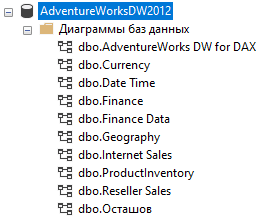 AdventureWorksDW2012
Диаграммы баз данных
dbo.AdventureWorks DW for DAX
dbo.Currency
dbo.Date Time
dbo.Finance
dbo.Finance Data
dbo.Geography
dbo.Internet Sales
dbo.ProductInventory
dbo.Reseller Sales
dbo.Осташов